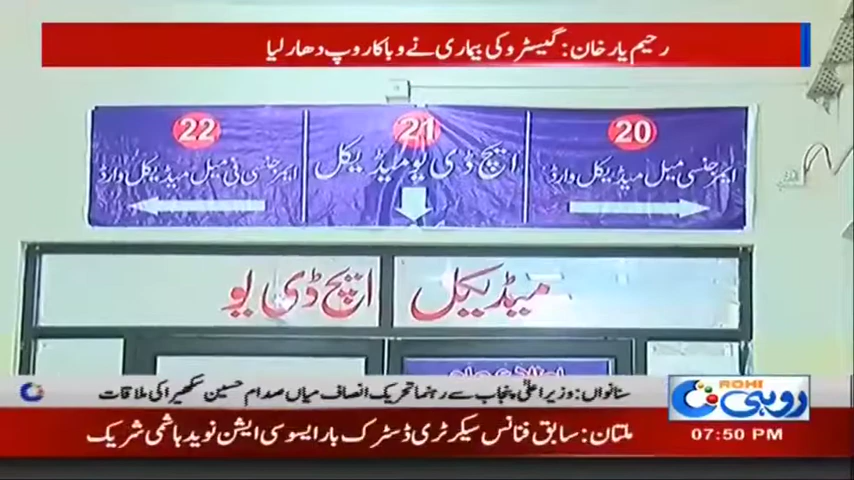 رحیم یار خان: گیسٹرو کی بیماری نے وبا کا روپ دھار لیا
20
ایمرجنسی میل میڈیکل وارڈ
21
ایچ ڈی یو میڈیکل
22
ایمرجنسی فی میل میڈیکل وارڈ
میڈیکل ایچ ڈی یو
سنانواں: وزیراعلیٰ پنجاب سے رہنما تحریک انصاف میاں صدام حسین کھیرا کی ملاقات
ROHI
روہی
07:50 PM
ملتان: سابق فنانس سیکرٹری ڈسٹرکٹ بار ایسوسی ایشن نوید ہاشمی شریک